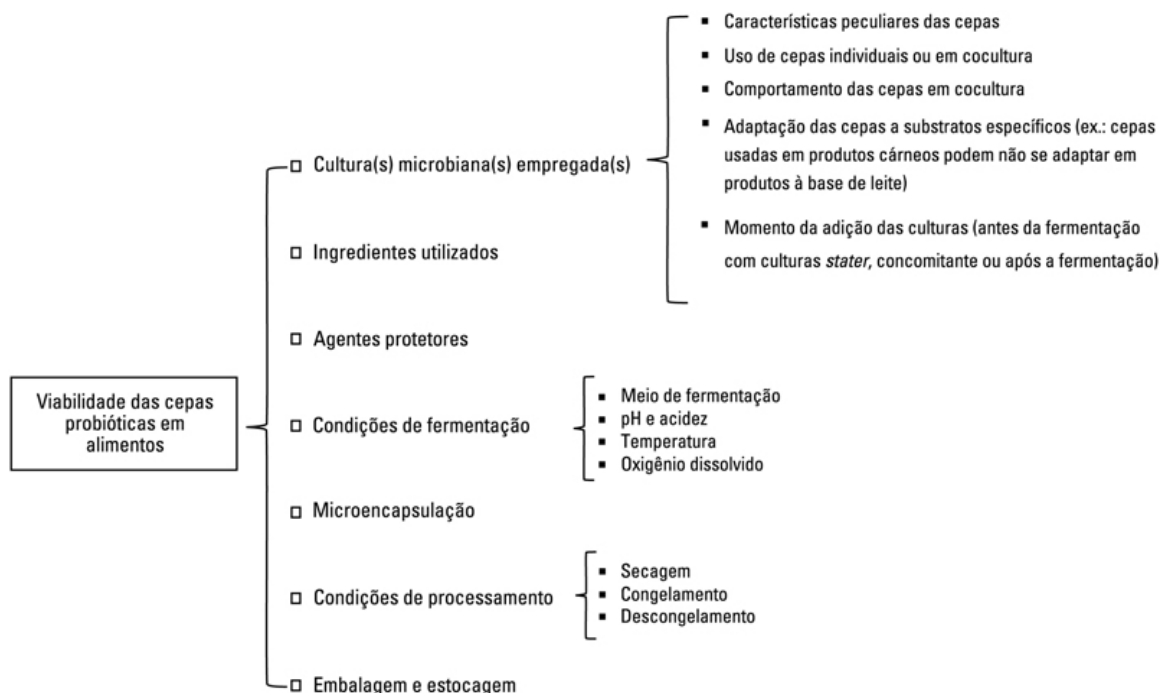 Viabilidade das cepas
probióticas em
alimentos
Cultura(s) microbiana(s) empregada(s)
Características peculiares das cepas
Uso de cepas individuais ou em cocultura
Comportamento das cepas em cocultura
Adaptação das cepas a substratos específicos (ex.: cepas
usadas em produtos cárneos podem não se adaptar em
produtos à base de leite)
Momento da adição das culturas (antes da fermentação
com culturas stater, concomitante ou após a fermentação)
Ingredientes utilizados
Agentes protetores
Condições de fermentação
Meio de fermentação
pH e acidez
Temperatura
Oxigênio dissolvido
Microencapsulação
Condições de processamento
Secagem
Congelamento
Descongelamento
Embalagem e estocagem